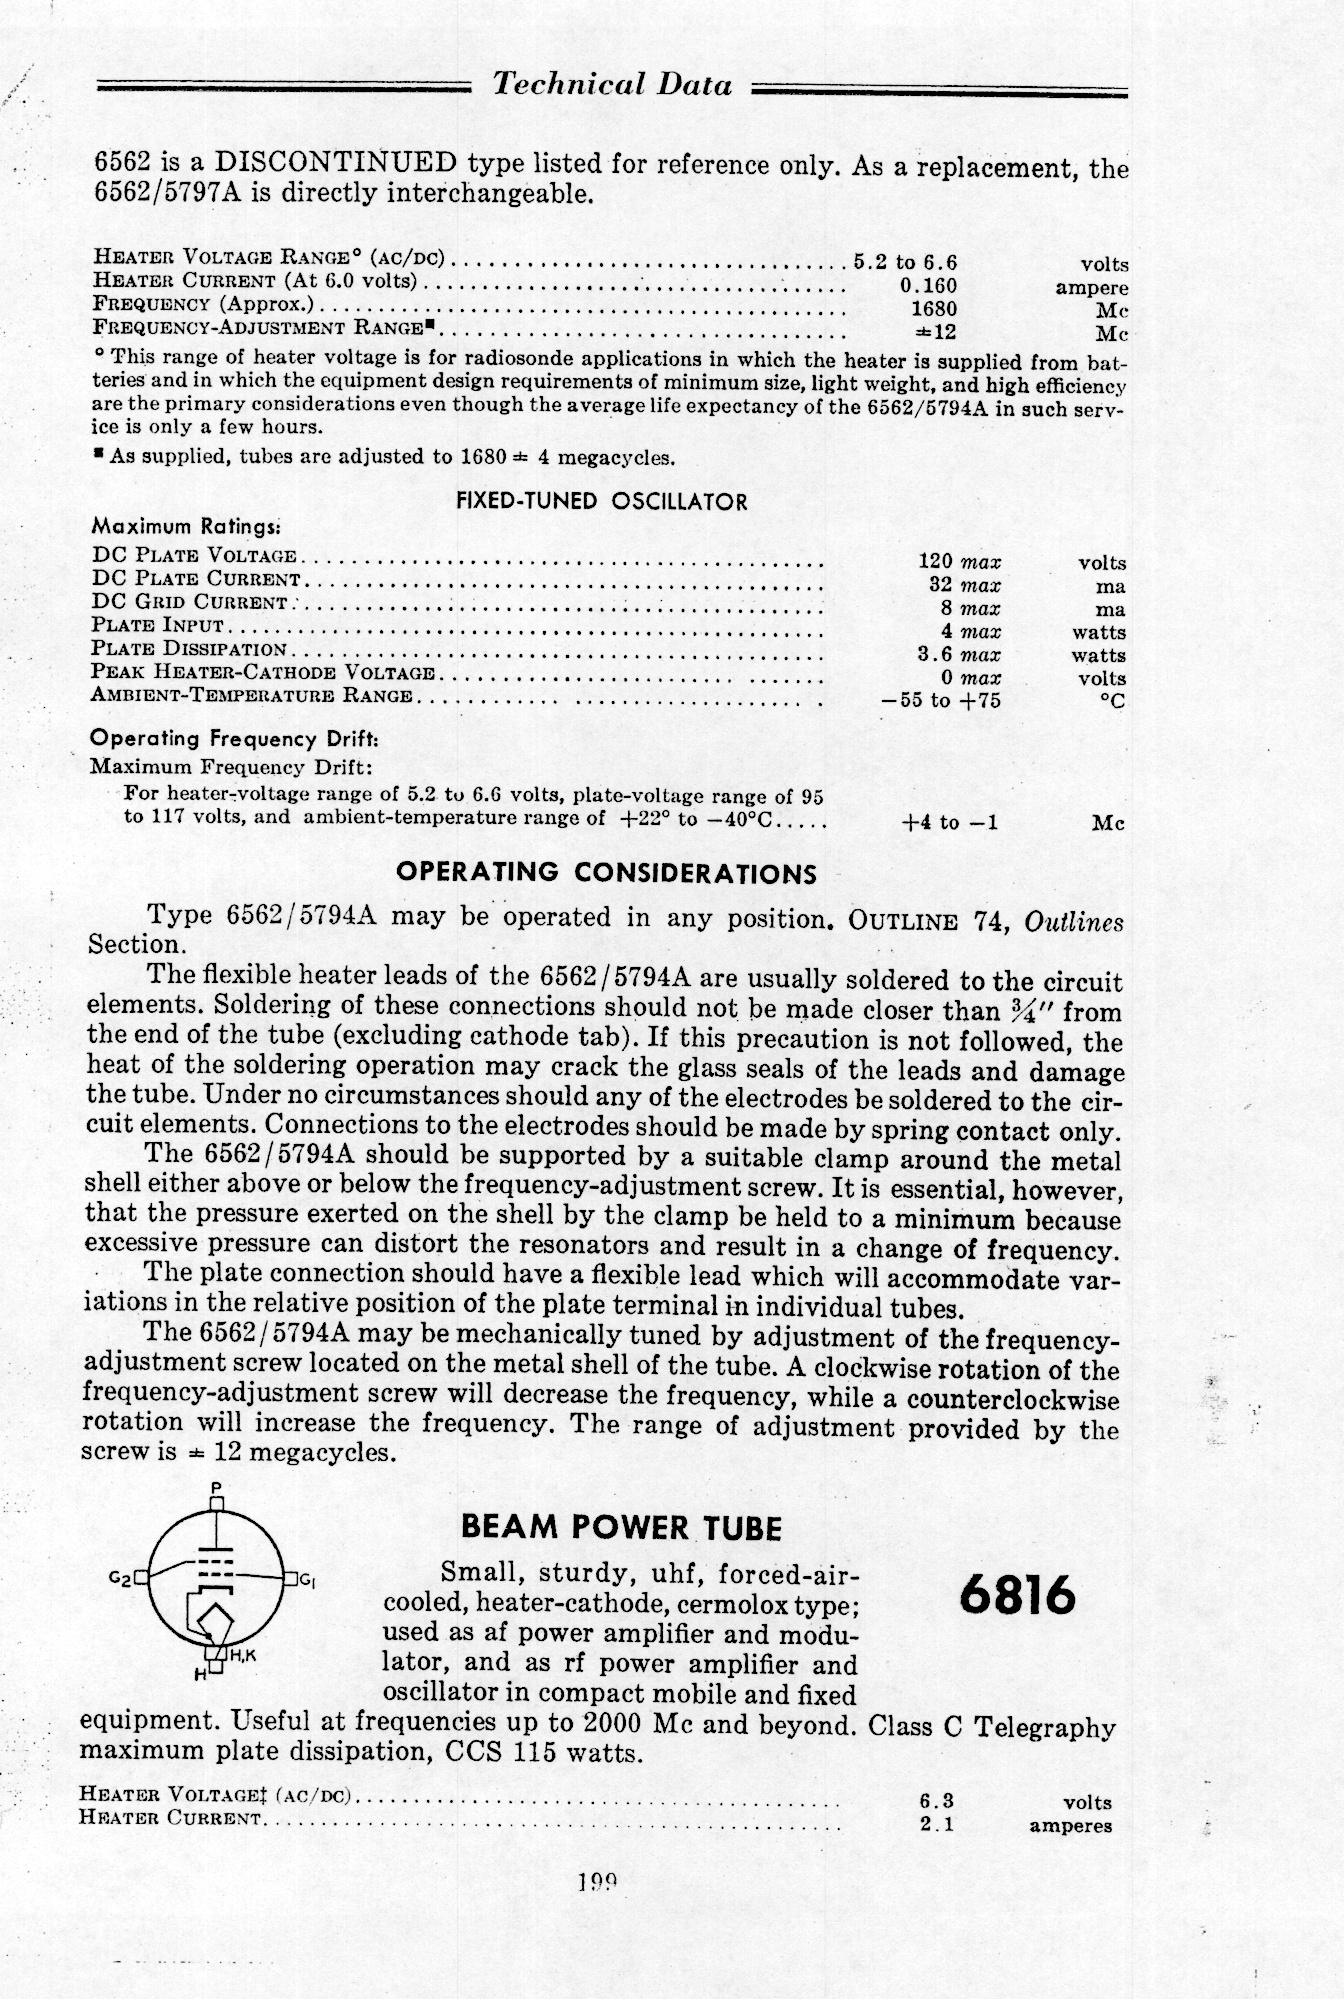 Technical Data
6562 is a DISCONTINUED type listed for reference only. As a replacement, the
6562/5797A is directly interchangeable.
HEATER VOLTAGE RANGE° (AC/DC) . . . . . 5.2 to 6.6 volts
HEATER CURRENT (At 6.0 volts) . . . . . 0.160 ampere
FREQUENCY (Approx.) . . . . . 1680 Mc
FREQUENCY-ADJUSTMENT RANGE■ . . . . . ±12 Mc
° This range of heater voltage is for radiosonde applications in which the heater is supplied from bat-
teries and in which the equipment design requirements of minimum size, light weight, and high efficiency
are the primary considerations even though the average life expectancy of the 6562/5794A in such serv-
ice is only a few hours.
■ As supplied, tubes are adjusted to 1680 ± 4 megacycles.
FIXED-TUNED OSCILLATOR
Maximum Ratings:
DC PLATE VOLTAGE . . . . . 120 max volts
DC PLATE CURRENT . . . . . 32 max ma
DC GRID CURRENT . . . . . 8 max ma
PLATE INPUT . . . . . 4 max watts
PLATE DISSIPATION . . . . . 3.6 max watts
PEAK HEATER-CATHODE VOLTAGE . . . . . 0 max volts
AMBIENT-TEMPERATURE RANGE . . . . . −55 to +75 °C
Operating Frequency Drift:
Maximum Frequency Drift:
For heater-voltage range of 5.2 to 6.6 volts, plate-voltage range of 95
to 117 volts, and ambient-temperature range of +22° to −40°C . . . . . +4 to −1 Mc
OPERATING CONSIDERATIONS
Type 6562/5794A may be operated in any position. OUTLINE 74, Outlines
Section.
The flexible heater leads of the 6562/5794A are usually soldered to the circuit
elements. Soldering of these connections should not be made closer than ¾" from
the end of the tube (excluding cathode tab). If this precaution is not followed, the
heat of the soldering operation may crack the glass seals of the leads and damage
the tube. Under no circumstances should any of the electrodes be soldered to the cir-
cuit elements. Connections to the electrodes should be made by spring contact only.
The 6562/5794A should be supported by a suitable clamp around the metal
shell either above or below the frequency-adjustment screw. It is essential, however,
that the pressure exerted on the shell by the clamp be held to a minimum because
excessive pressure can distort the resonators and result in a change of frequency.
The plate connection should have a flexible lead which will accommodate var-
iations in the relative position of the plate terminal in individual tubes.
The 6562/5794A may be mechanically tuned by adjustment of the frequency-
adjustment screw located on the metal shell of the tube. A clockwise rotation of the
frequency-adjustment screw will decrease the frequency, while a counterclockwise
rotation will increase the frequency. The range of adjustment provided by the
screw is ± 12 megacycles.
P
G2
G1
H,K
H
BEAM POWER TUBE
6816
Small, sturdy, uhf, forced-air-
cooled, heater-cathode, cermolox type;
used as af power amplifier and modu-
lator, and as rf power amplifier and
oscillator in compact mobile and fixed
equipment. Useful at frequencies up to 2000 Mc and beyond. Class C Telegraphy
maximum plate dissipation, CCS 115 watts.
HEATER VOLTAGE‡ (AC/DC) . . . . . 6.3 volts
HEATER CURRENT . . . . . 2.1 amperes
199